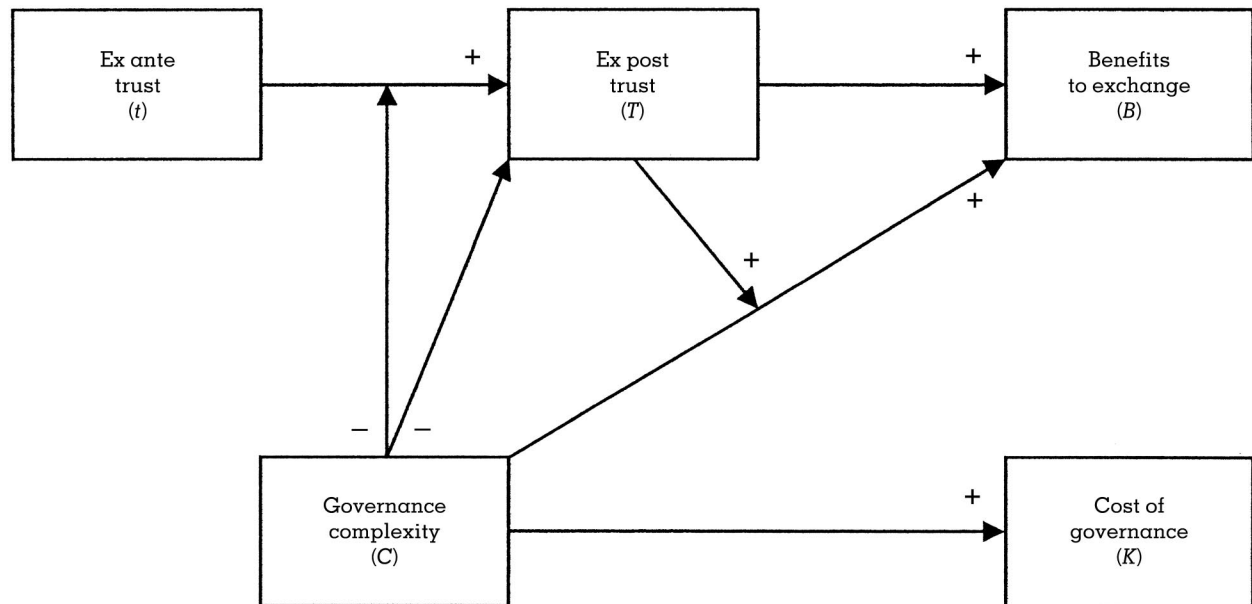 Ex ante
trust
(t)
+
Ex post
trust
(T)
+
Benefits
to exchange
(B)
+
+
– –
Governance
complexity
(C)
+
Cost of
governance
(K)